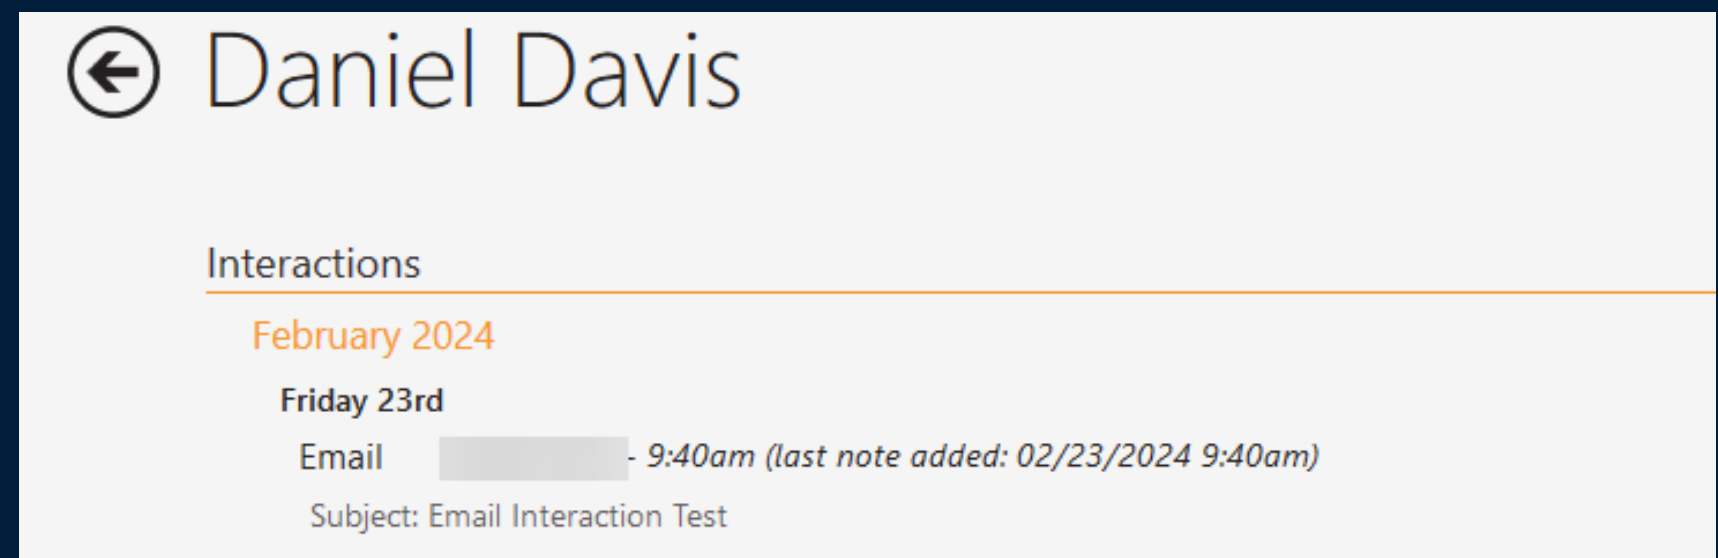 Daniel Davis
Interactions
February 2024
Friday 23rd
Email - 9:40am (last note added: 02/23/2024 9:40am)
Subject: Email Interaction Test